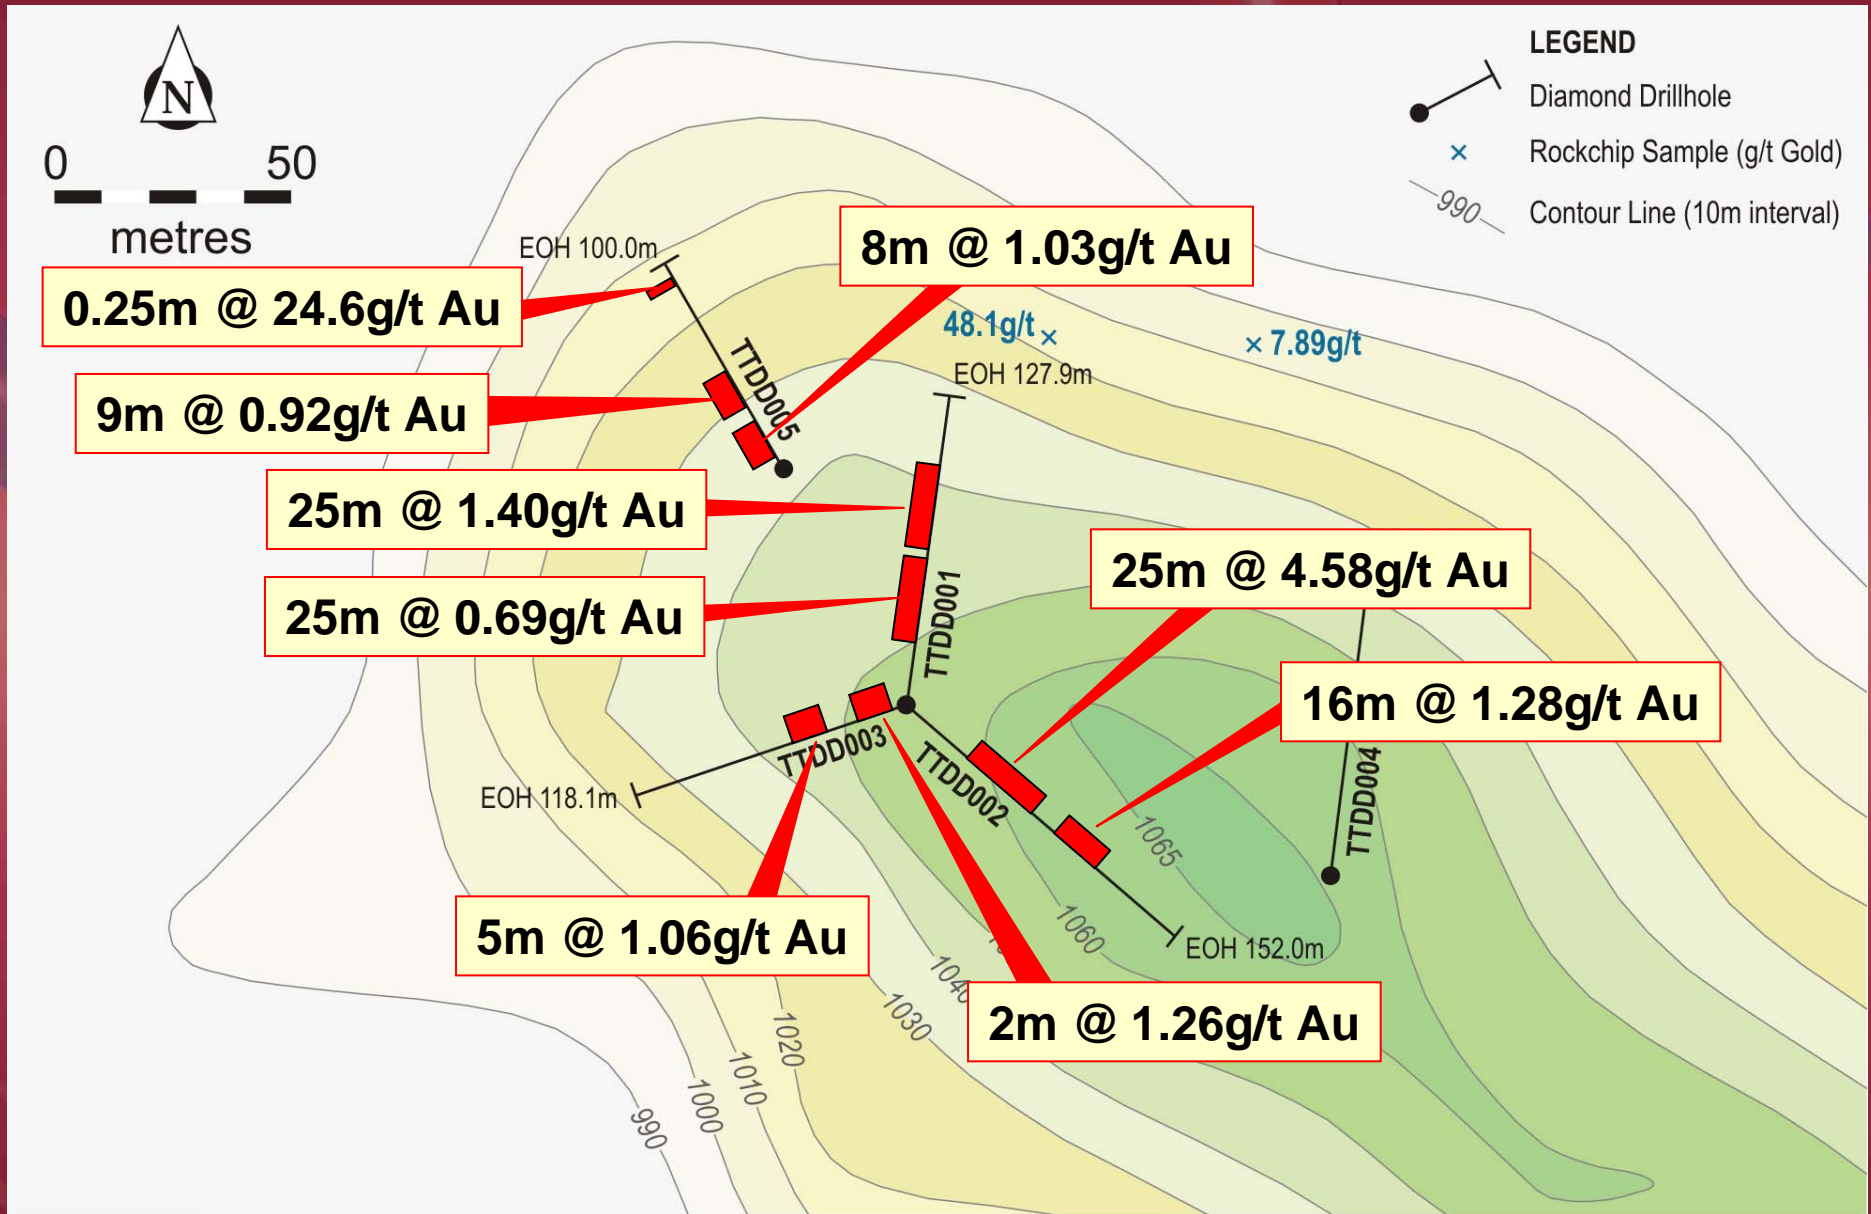 N
0 50
metres
LEGEND
Diamond Drillhole
Rockchip Sample (g/t Gold)
990
Contour Line (10m interval)
EOH 100.0m
8m @ 1.03g/t Au
0.25m @ 24.6g/t Au
48.1g/t
7.89g/t
EOH 127.9m
TTDD005
9m @ 0.92g/t Au
25m @ 1.40g/t Au
25m @ 4.58g/t Au
25m @ 0.69g/t Au
TTDD001
16m @ 1.28g/t Au
TTDD003
TTDD002
TTDD004
EOH 118.1m
1065
5m @ 1.06g/t Au
1060
EOH 152.0m
1040
1030
2m @ 1.26g/t Au
1020
1010
1000
990